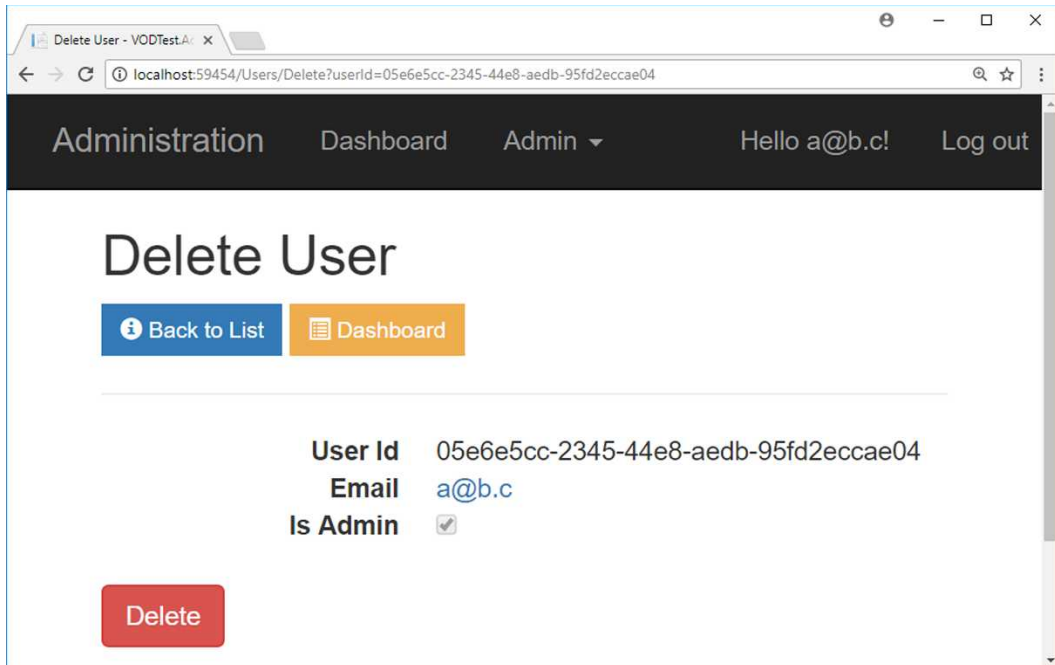 Delete User - VODTest.Ac
localhost:59454/Users/Delete?userId=05e6e5cc-2345-44e8-aedb-95fd2eccae04
Administration Dashboard Admin Hello a@b.c! Log out
Delete User
Back to List Dashboard
User Id 05e6e5cc-2345-44e8-aedb-95fd2eccae04
Email a@b.c
Is Admin
Delete